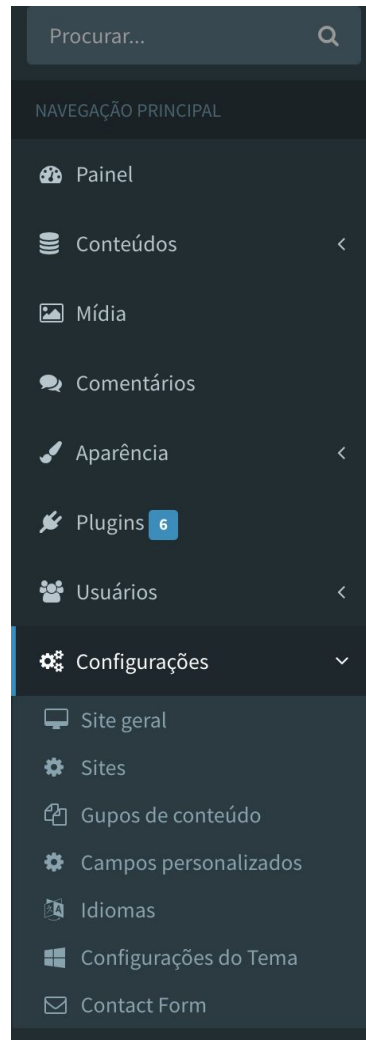 Procurar...
NAVEGAÇÃO PRINCIPAL
Painel
Conteúdos
Mídia
Comentários
Aparência
Plugins 6
Usuários
Configurações
Site geral
Sites
Gupos de conteúdo
Campos personalizados
Idiomas
Configurações do Tema
Contact Form